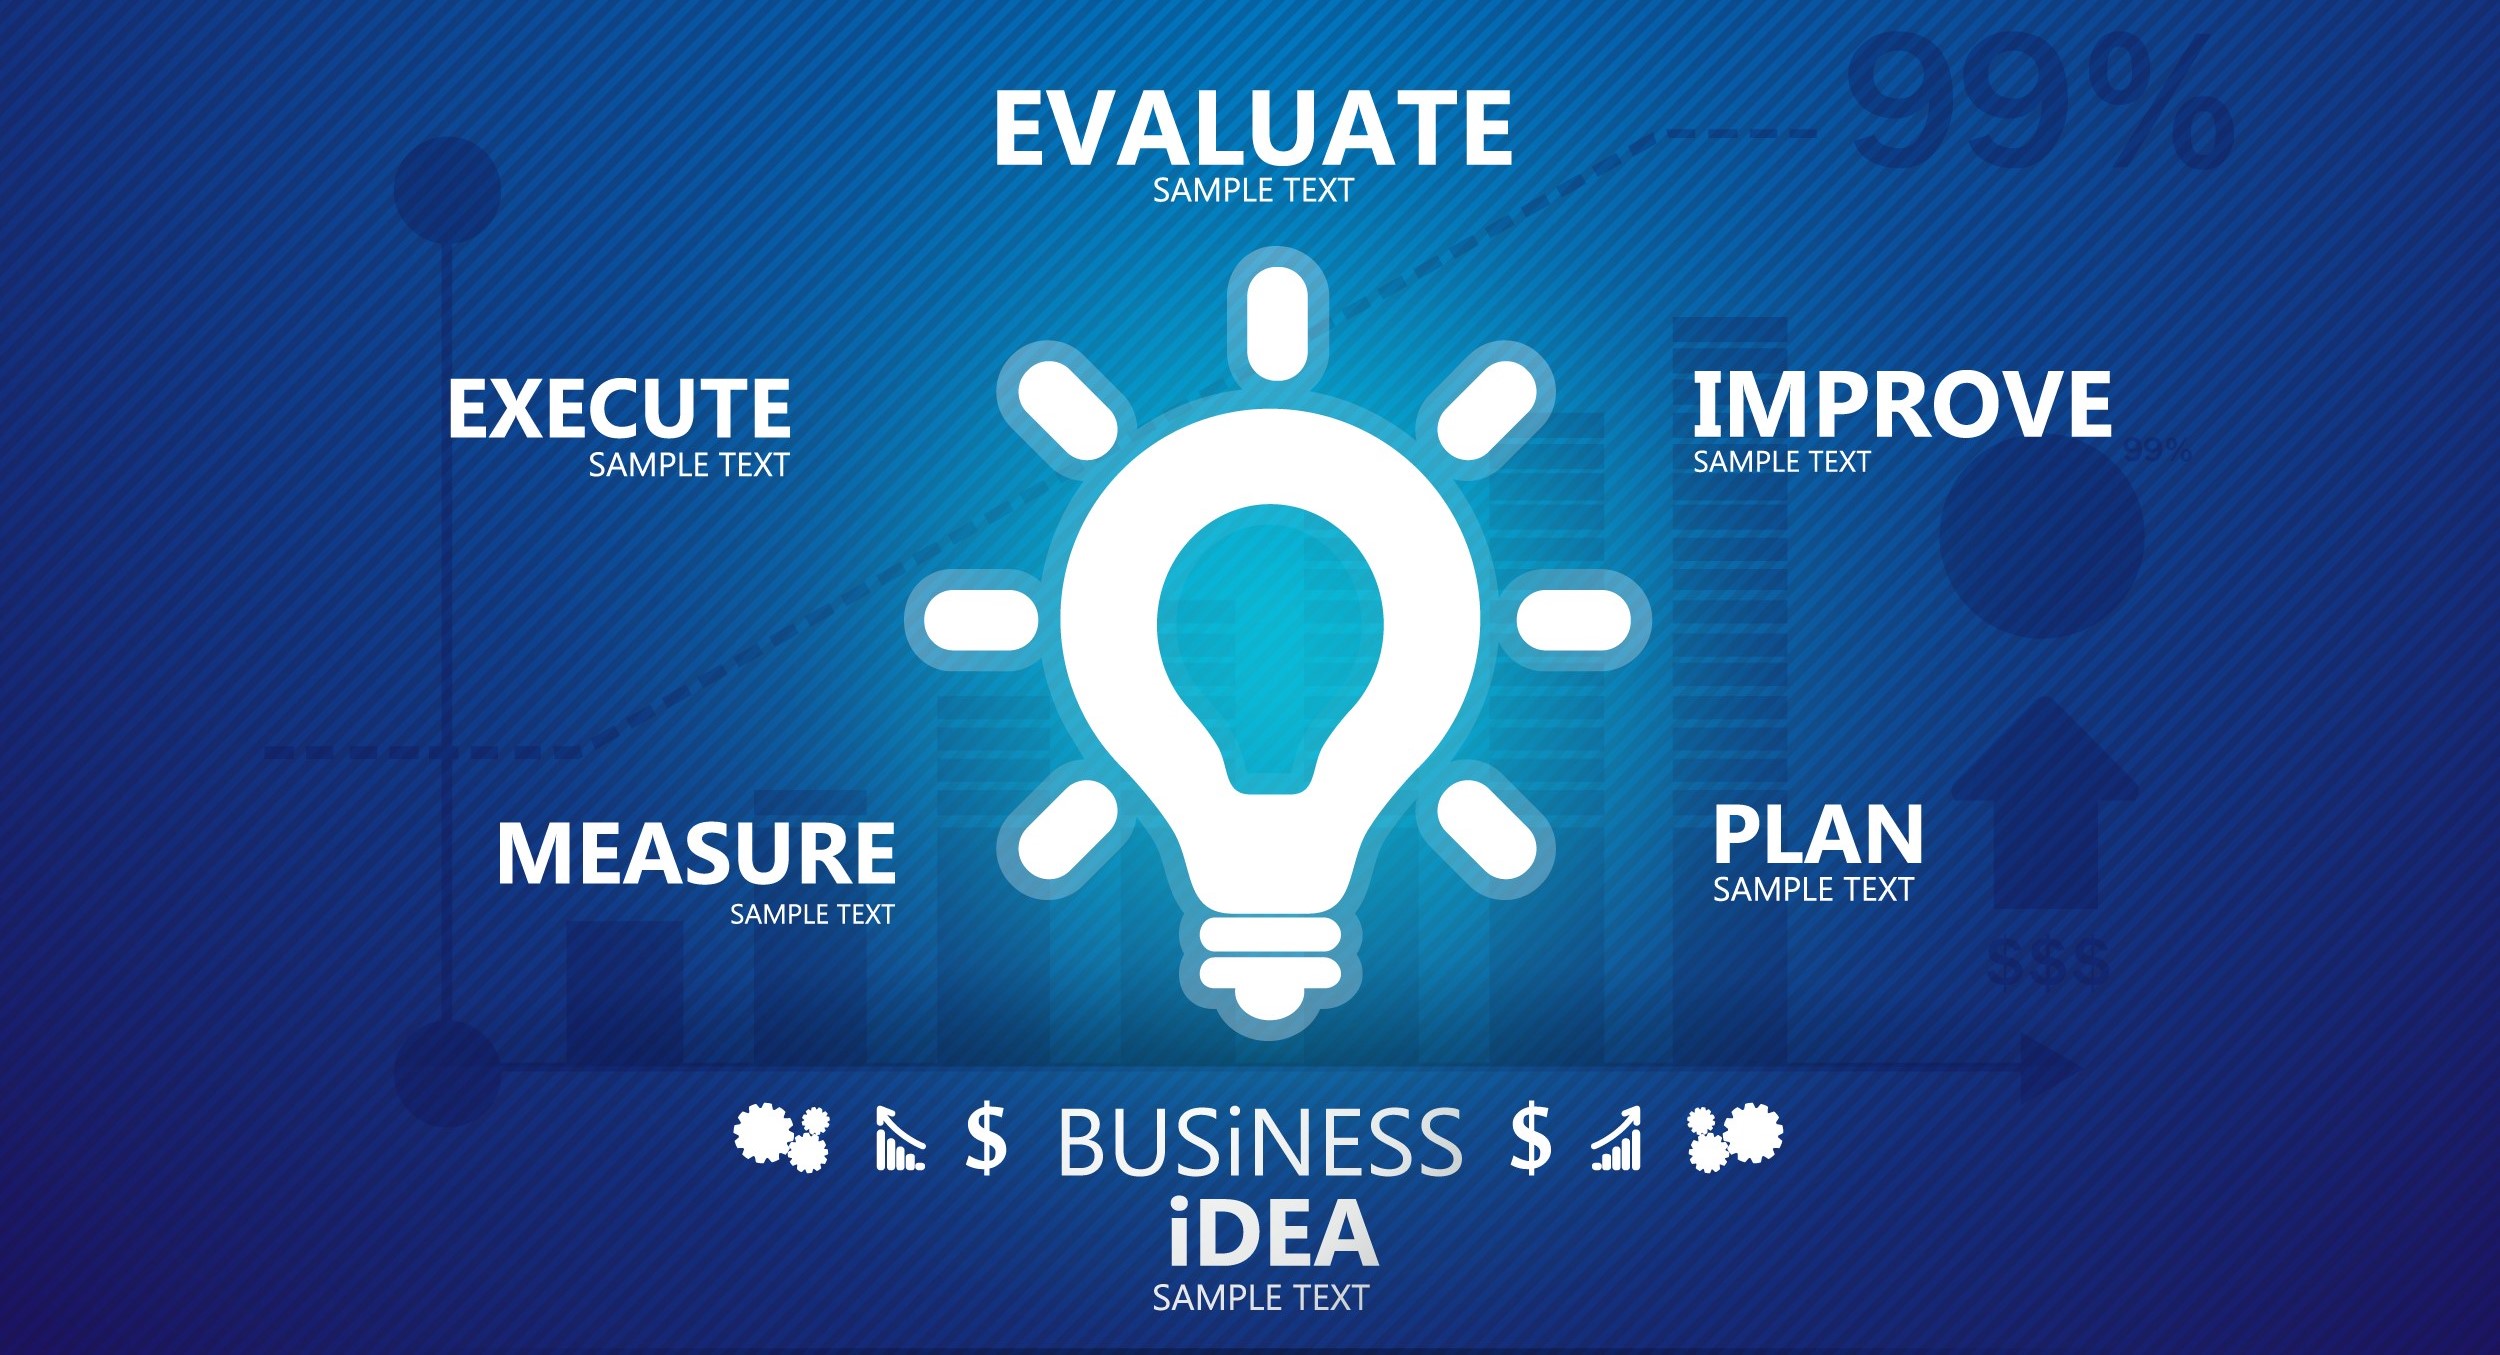 99%
EVALUATE
SAMPLE TEXT
EXECUTE
SAMPLE TEXT
IMPROVE
SAMPLE TEXT
99%
MEASURE
SAMPLE TEXT
PLAN
SAMPLE TEXT
$$$
$ BUSiNESS $
iDEA
SAMPLE TEXT